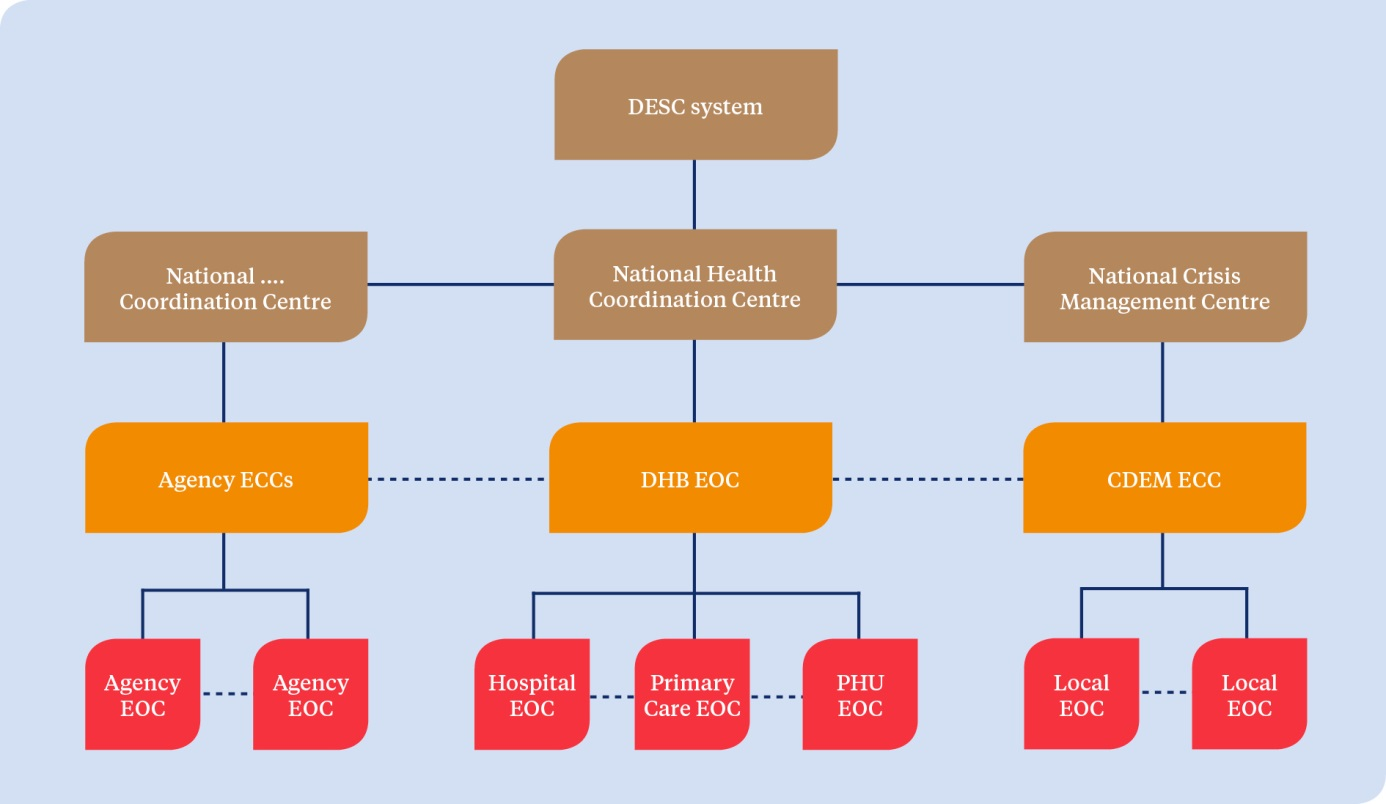 DESC system
National ....
Coordination Centre
National Health
Coordination Centre
National Crisis
Management Centre
Agency ECCs
DHB EOC
CDEM ECC
Agency
EOC
Agency
EOC
Hospital
EOC
Primary
Care EOC
PHU
EOC
Local
EOC
Local
EOC